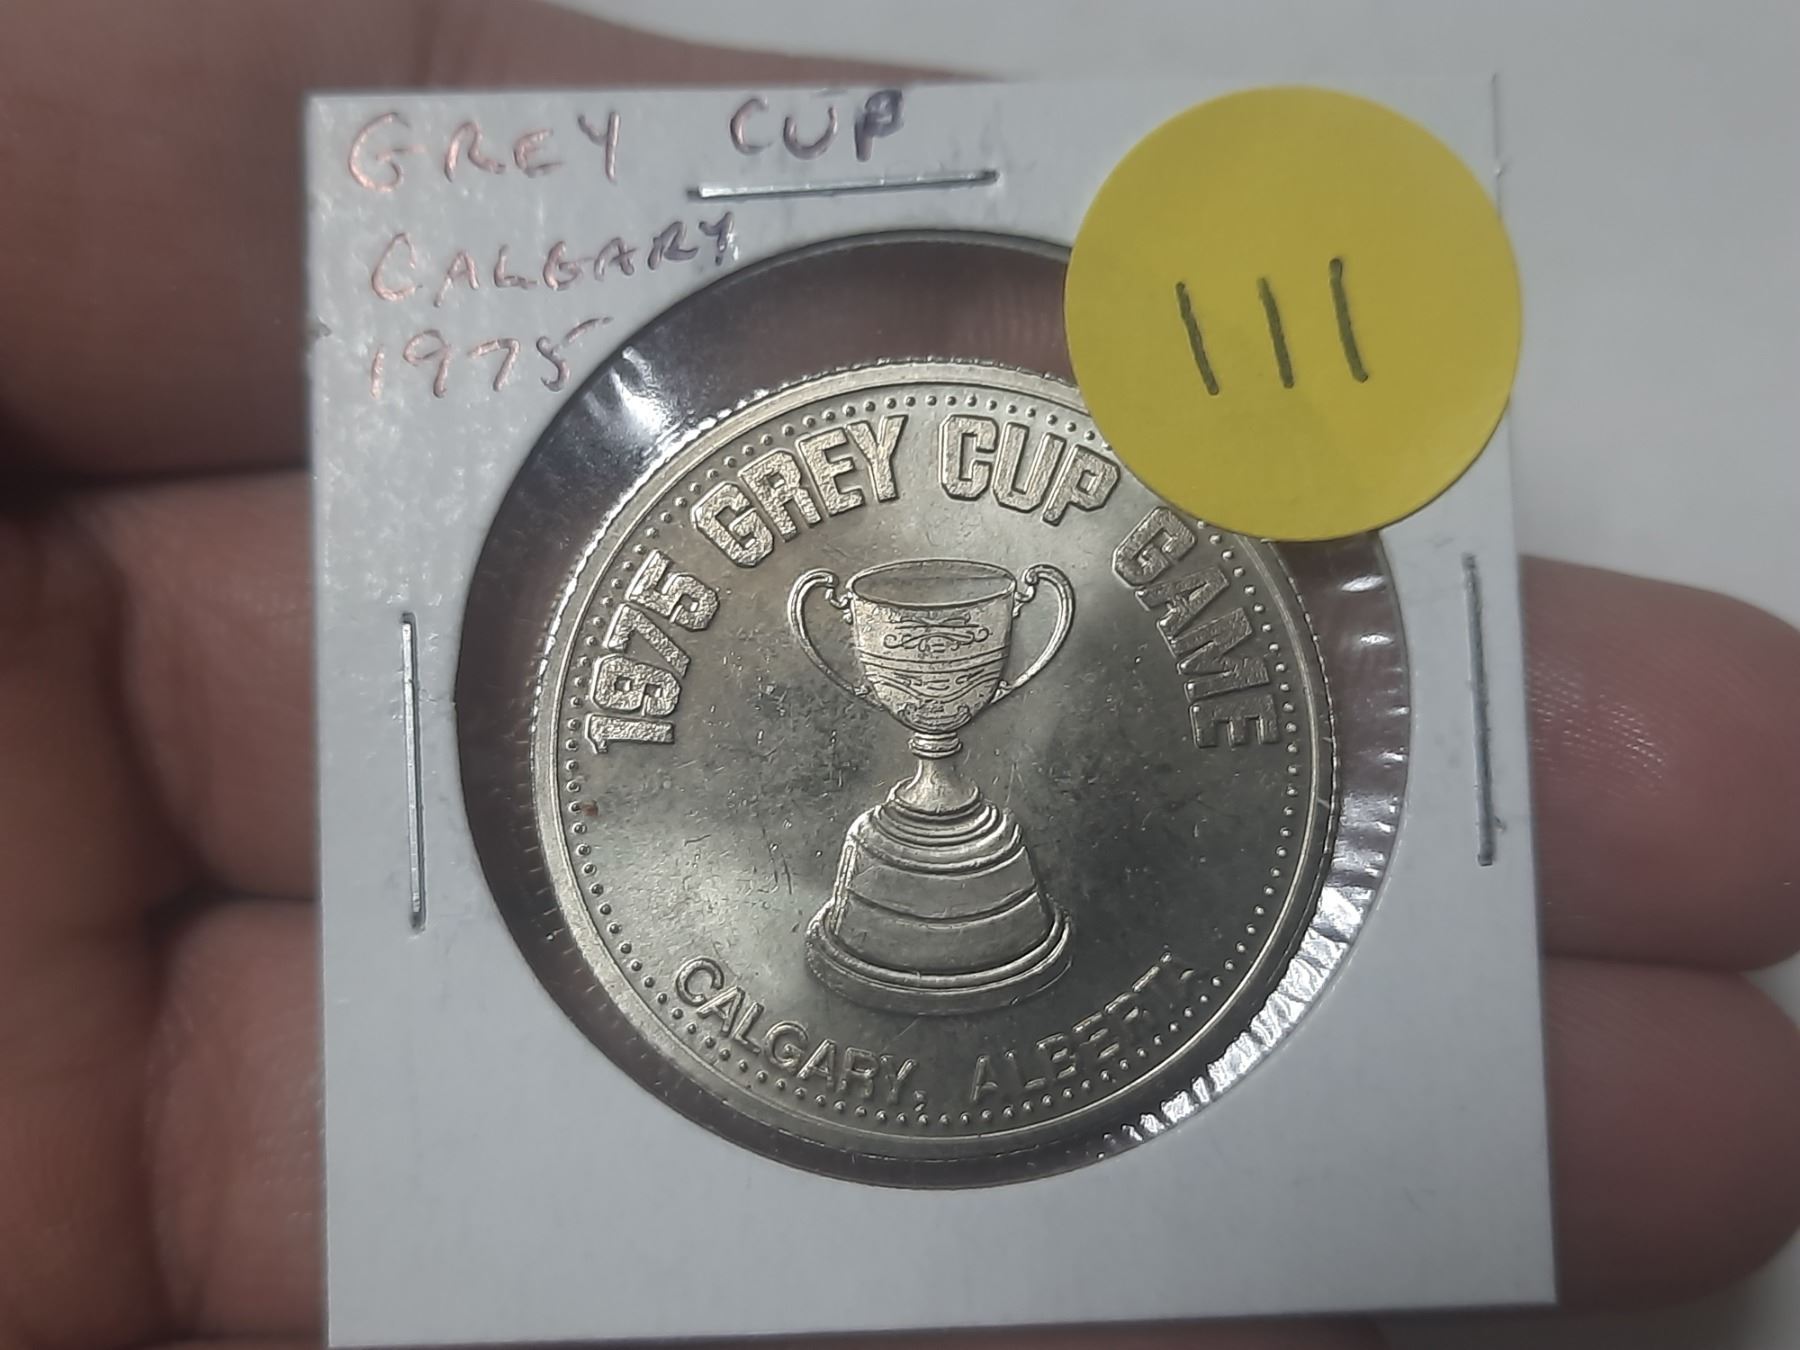 GREY CUP
CALGARY
1975
111
1975 GREY CUP GAME
CALGARY, ALBERTA